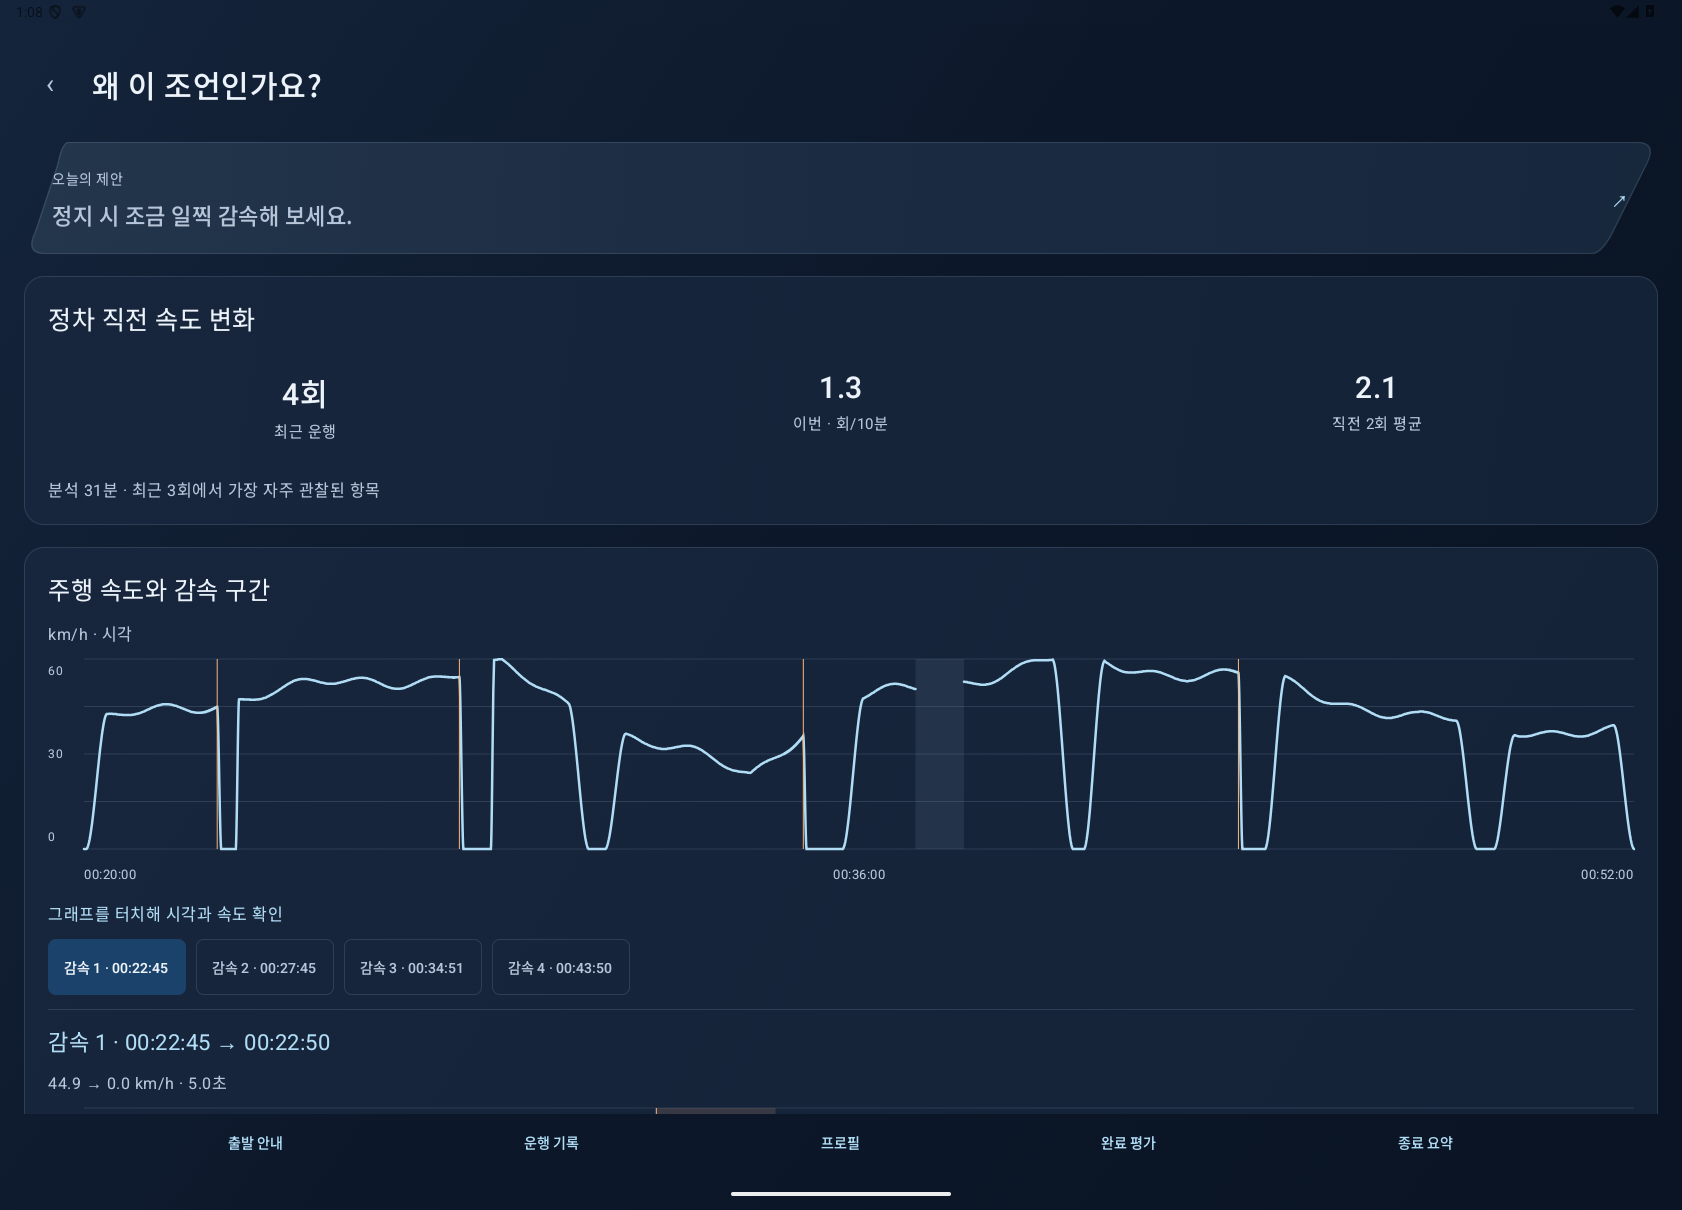 1:08
‹ 왜 이 조언인가요?
오늘의 제안
정지 시 조금 일찍 감속해 보세요.
↗
정차 직전 속도 변화
4회 1.3 2.1
최근 운행 이번 · 회/10분 직전 2회 평균
분석 31분 · 최근 3회에서 가장 자주 관찰된 항목
주행 속도와 감속 구간
km/h · 시각
60
30
0
00:20:00 00:36:00 00:52:00
그래프를 터치해 시각과 속도 확인
감속 1 · 00:22:45 감속 2 · 00:27:45 감속 3 · 00:34:51 감속 4 · 00:43:50
감속 1 · 00:22:45 → 00:22:50
44.9 → 0.0 km/h · 5.0초
출발 안내 운행 기록 프로필 완료 평가 종료 요약